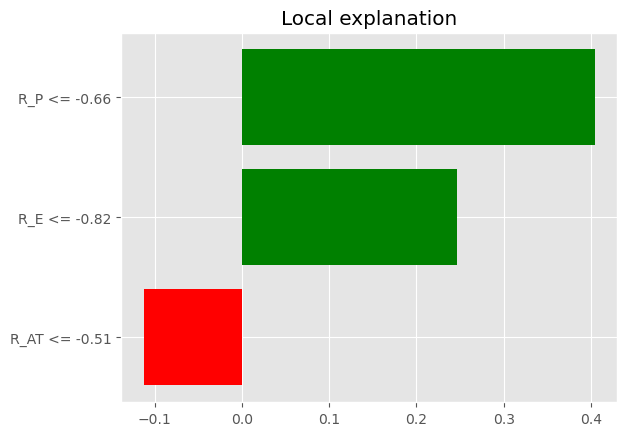 Local explanation
R_P <= -0.66
R_E <= -0.82
R_AT <= -0.51
−0.1 0.0 0.1 0.2 0.3 0.4